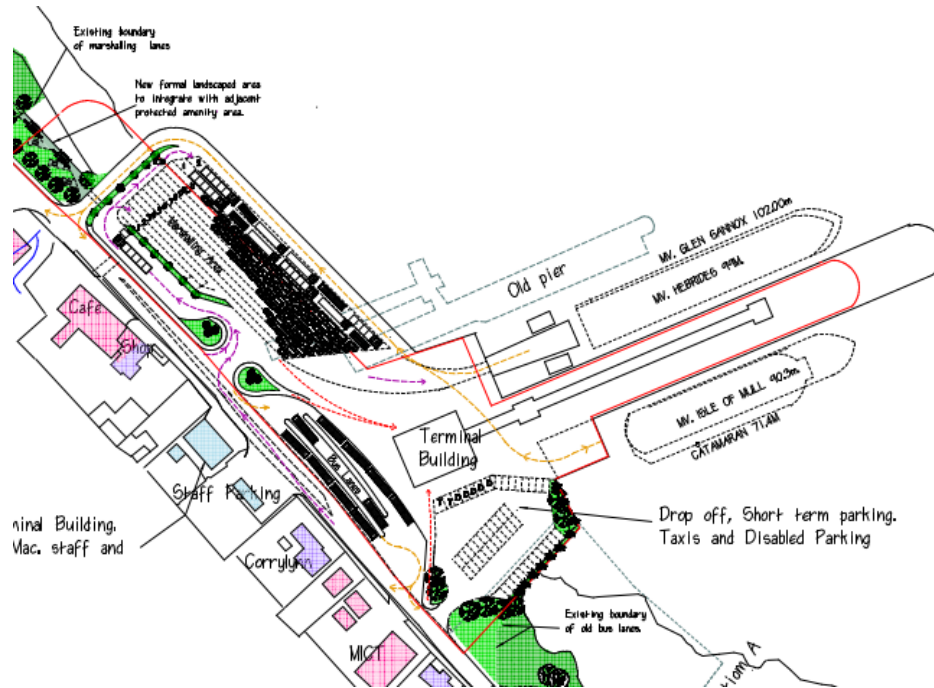 Existing boundary
of marshalling lanes
New formal landscaped area
to integrate with adjacent
protected amenity area.
Marshalling Area
Old pier
MV. GLEN SANNOX 102.00m
MV. HEBRIDES 99M.
MV. ISLE OF MULL 90.3m
CATAMARAN 71.4M
Cafe
Shop
Terminal
Building
Bus Lanes
Staff Parking
minal Building.
Mac. staff and
Drop off, Short term parking.
Taxis and Disabled Parking
Corrylynn
Existing boundary
of old bus lanes
MICT
tion A